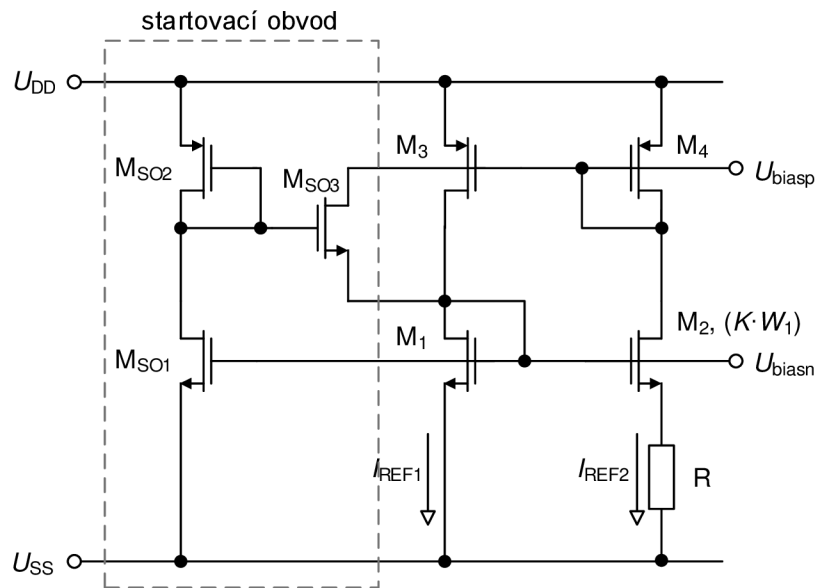 startovací obvod
U_DD
M_SO2
M_SO3
M_3
M_4
U_biasp
M_SO1
M_1
M_2, (K·W_1)
U_biasn
I_REF1
I_REF2
R
U_SS